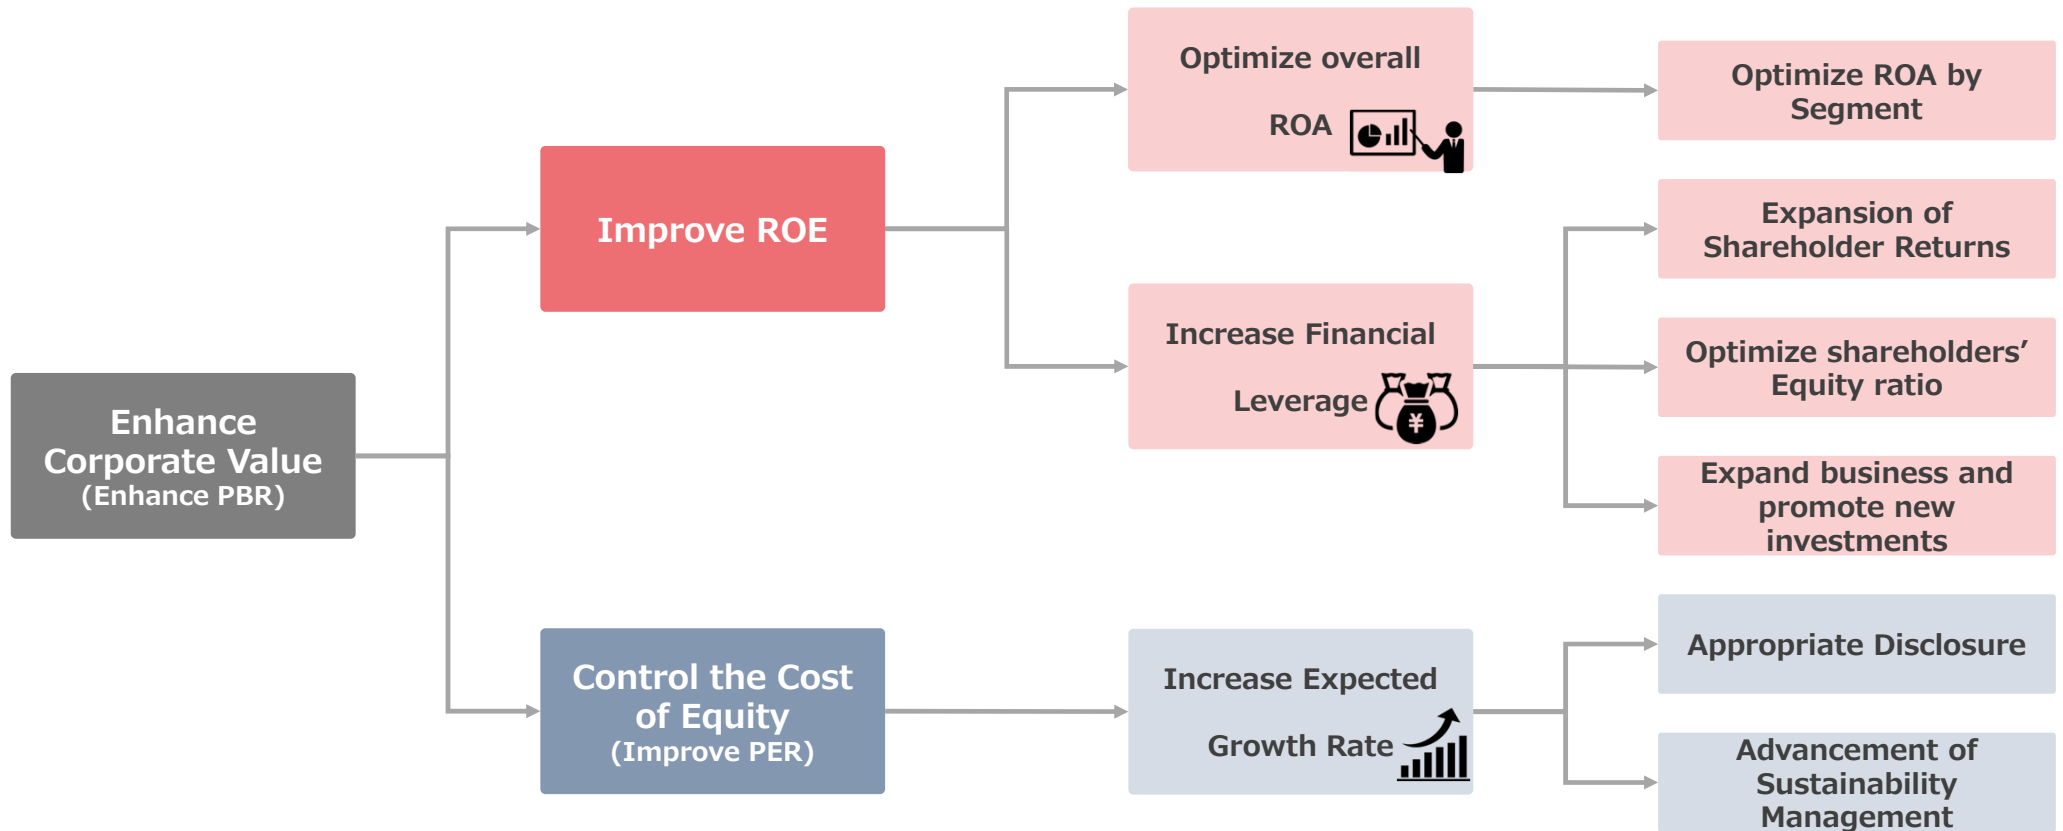 Enhance
Corporate Value
(Enhance PBR)
Improve ROE
Control the Cost
of Equity
(Improve PER)
Optimize overall
ROA
Increase Financial
Leverage
¥
Increase Expected
Growth Rate
Optimize ROA by
Segment
Expansion of
Shareholder Returns
Optimize shareholders’
Equity ratio
Expand business and
promote new
investments
Appropriate Disclosure
Advancement of
Sustainability
Management